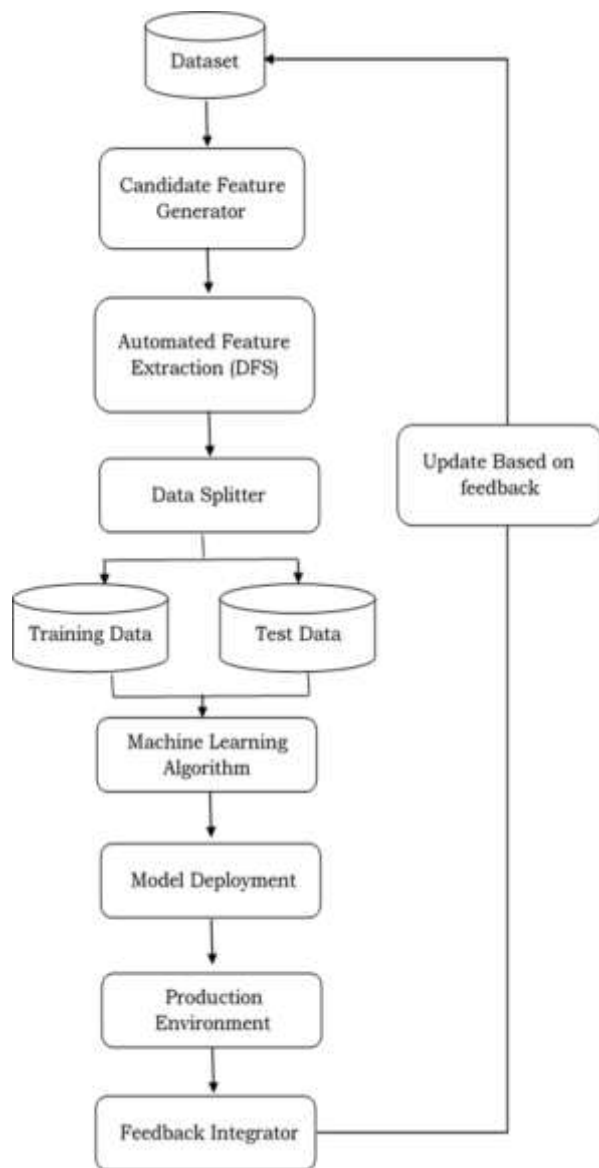 Dataset
Candidate Feature
Generator
Automated Feature
Extraction (DFS)
Data Splitter
Training Data
Test Data
Machine Learning
Algorithm
Model Deployment
Production
Environment
Feedback Integrator
Update Based on
feedback